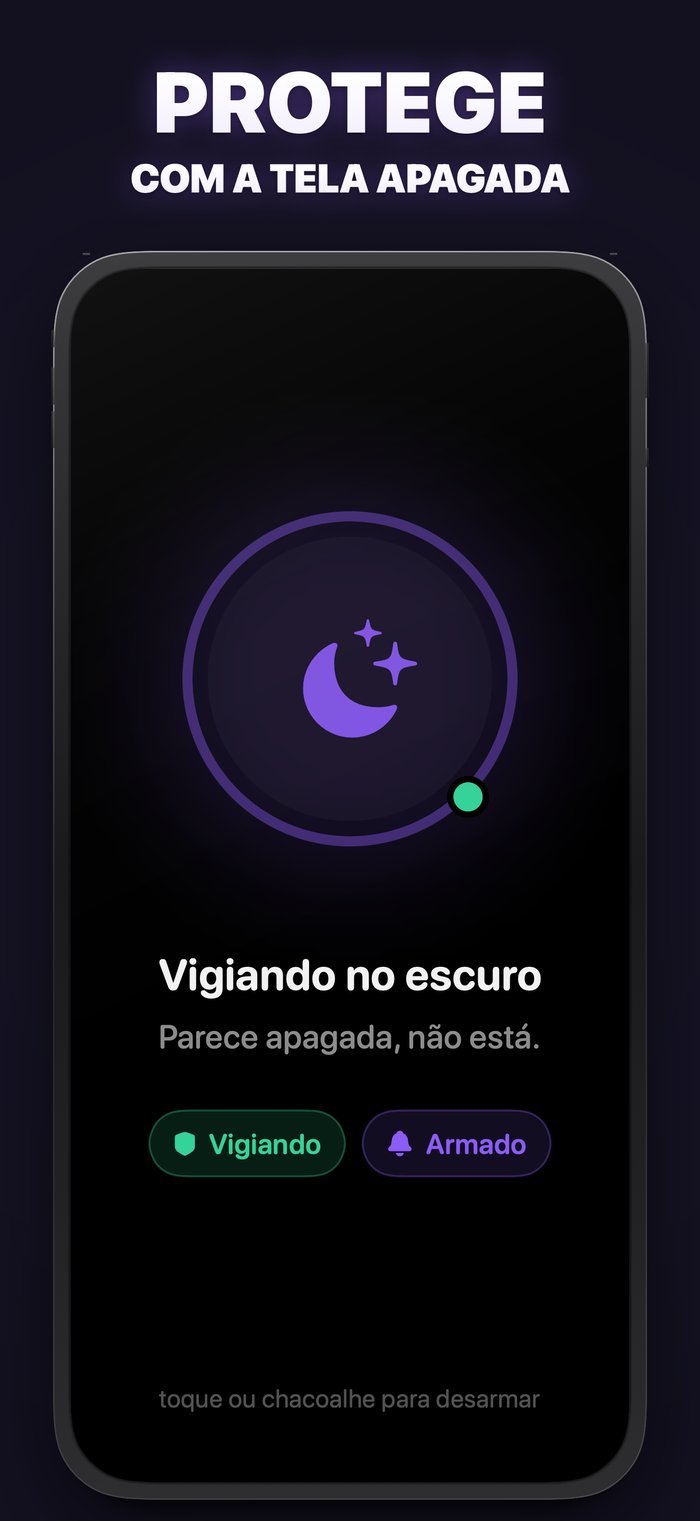 PROTEGE
COM A TELA APAGADA
Vigiando no escuro
Parece apagada, não está.
Vigiando
Armado
toque ou chacoalhe para desarmar